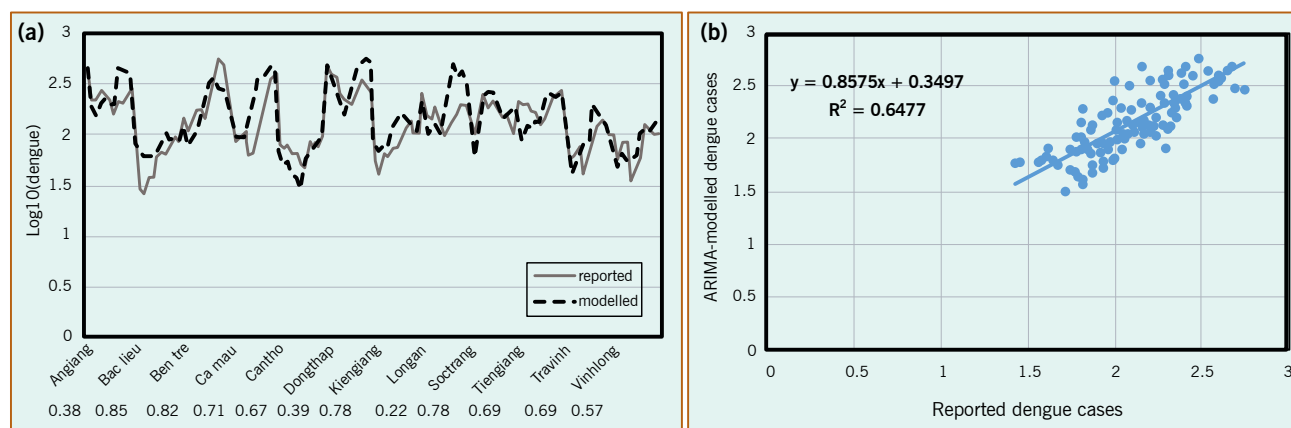 (a)
3
2.5
2
1.5
1
0.5
0
Log10(dengue)
reported
modelled
Angiang
Bac lieu
Ben tre
Ca mau
Cantho
Dongthap
Kiengiang
Longan
Soctrang
Tiengiang
Travinh
Vinhlong
0.38 0.85 0.82 0.71 0.67 0.39 0.78 0.22 0.78 0.69 0.69 0.57
(b)
3
2.5
2
1.5
1
0.5
0
ARIMA-modelled dengue cases
y = 0.8575x + 0.3497
R² = 0.6477
0 0.5 1 1.5 2 2.5 3
Reported dengue cases